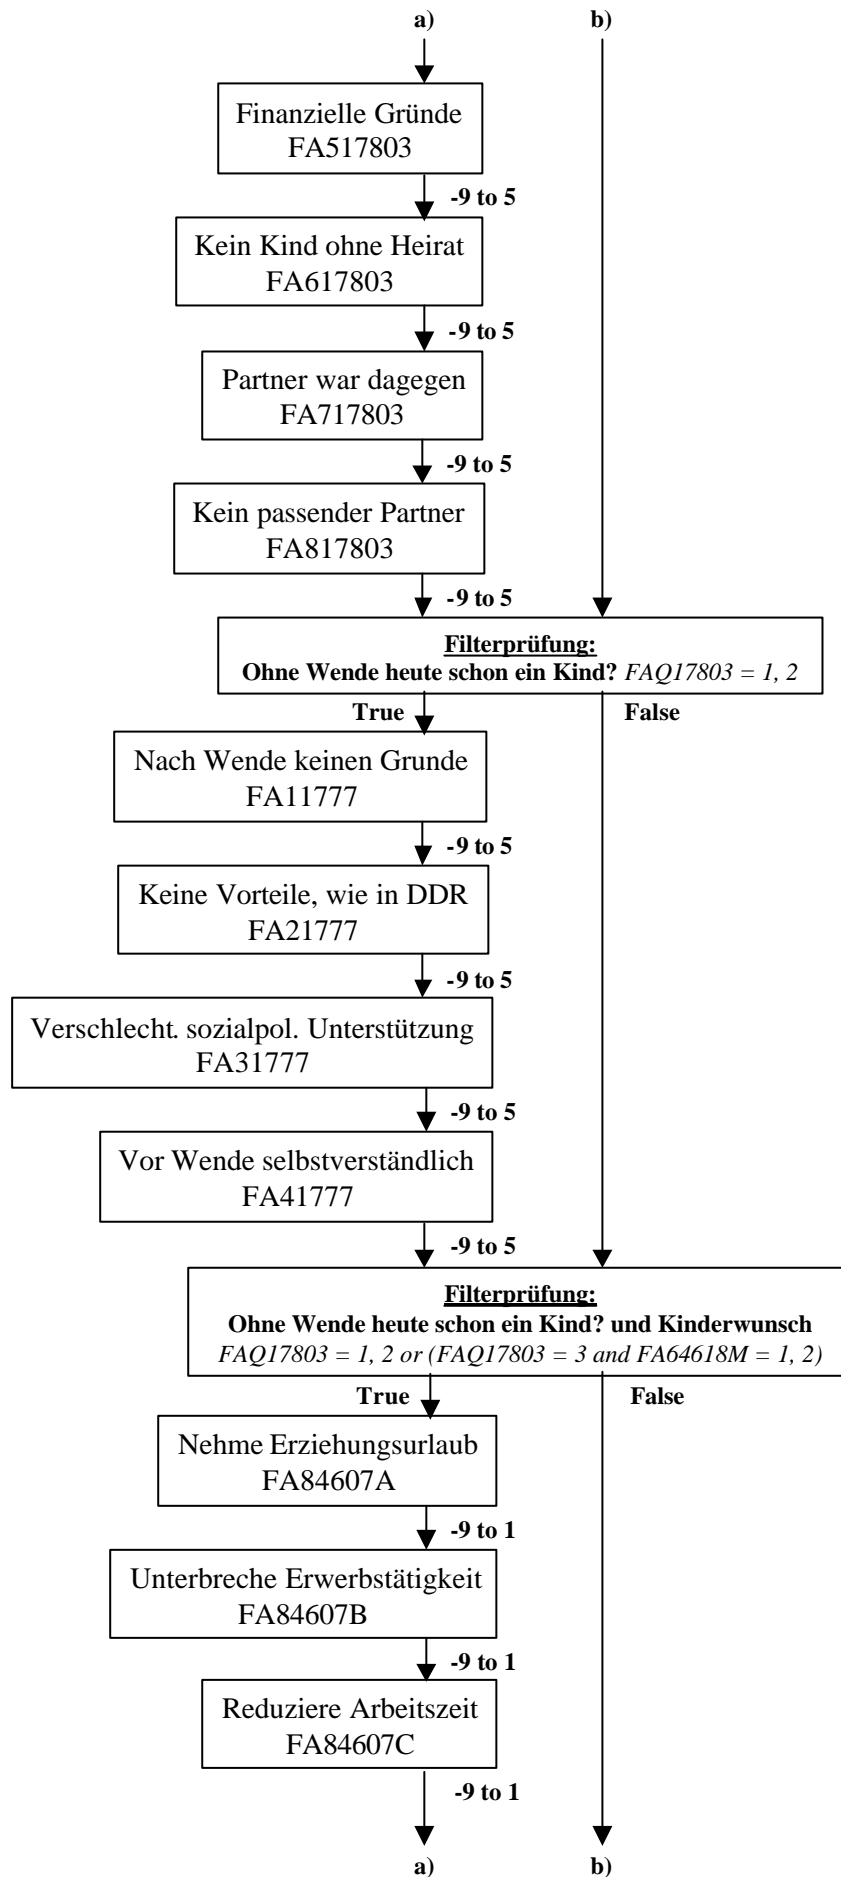 a) b)
Finanzielle Gründe
FA517803
-9 to 5
Kein Kind ohne Heirat
FA617803
-9 to 5
Partner war dagegen
FA717803
-9 to 5
Kein passender Partner
FA817803
-9 to 5
Filterprüfung:
Ohne Wende heute schon ein Kind? FAQ17803 = 1, 2
True False
Nach Wende keinen Grunde
FA11777
-9 to 5
Keine Vorteile, wie in DDR
FA21777
-9 to 5
Verschlecht. sozialpol. Unterstützung
FA31777
-9 to 5
Vor Wende selbstverständlich
FA41777
-9 to 5
Filterprüfung:
Ohne Wende heute schon ein Kind? und Kinderwunsch
FAQ17803 = 1, 2 or (FAQ17803 = 3 and FA64618M = 1, 2)
True False
Nehme Erziehungsurlaub
FA84607A
-9 to 1
Unterbreche Erwerbstätigkeit
FA84607B
-9 to 1
Reduziere Arbeitszeit
FA84607C
-9 to 1
a) b)